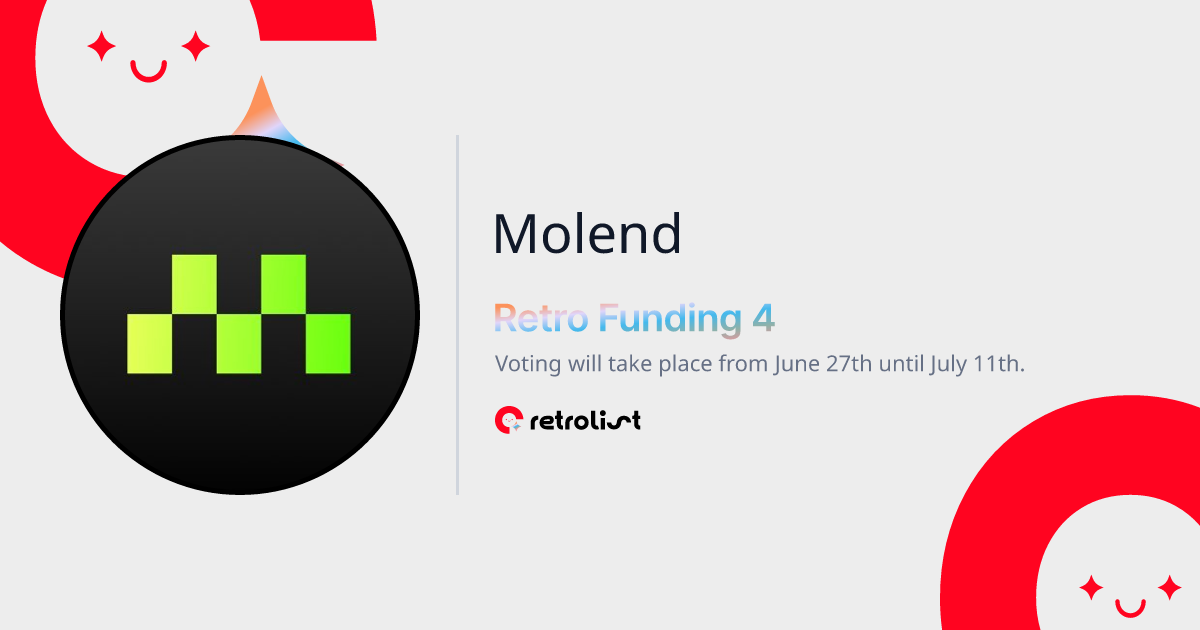 Molend
Retro Funding 4
Voting will take place from June 27th until July 11th.
retrolist